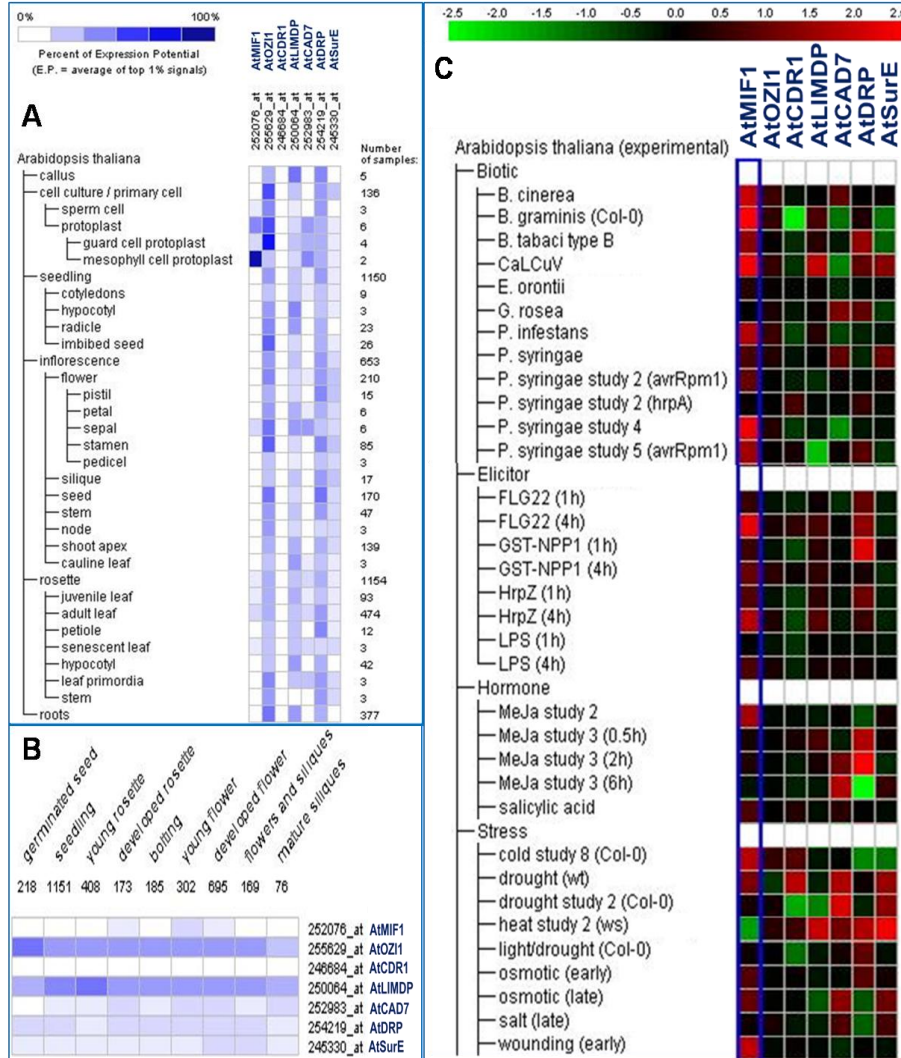 0%
100%
Percent of Expression Potential
(E.P. = average of top 1% signals)
A
AtMIF1
AtOZI1
AtCDR1
AtLIMDP
AtCAD7
AtDRP
AtSurE
252076_at
255629_at
246684_at
250064_at
252983_at
254219_at
246330_at
Number
of samples:
Arabidopsis thaliana
callus 5
cell culture / primary cell 136
sperm cell 3
protoplast 6
guard cell protoplast 4
mesophyll cell protoplast 2
seedling 1150
cotyledons 9
hypocotyl 3
radicle 23
imbibed seed 26
inflorescence 653
flower 210
pistil 15
petal 6
sepal 6
stamen 85
pedicel 3
silique 17
seed 170
stem 47
node 3
shoot apex 139
cauline leaf 3
rosette 1154
juvenile leaf 93
adult leaf 474
petiole 12
senescent leaf 3
hypocotyl 42
leaf primordia 3
stem 3
roots 377
B
germinated seed
seedling
young rosette
developed rosette
bolting
young flower
developed flower
flowers and siliques
mature siliques
218 1151 408 173 185 302 695 169 76
252076_at AtMIF1
255629_at AtOZI1
246684_at AtCDR1
250064_at AtLIMDP
252983_at AtCAD7
254219_at AtDRP
245330_at AtSurE
-2.5 -2.0 -1.5 -1.0 -0.5 0.0 0.5 1.0 1.5 2.0
C
AtMIF1
AtOZI1
AtCDR1
AtLIMDP
AtCAD7
AtDRP
AtSurE
Arabidopsis thaliana (experimental)
Biotic
B. cinerea
B. graminis (Col-0)
B. tabaci type B
CaLCuV
E. orontii
G. rosea
P. infestans
P. syringae
P. syringae study 2 (avrRpm1)
P. syringae study 2 (hrpA)
P. syringae study 4
P. syringae study 5 (avrRpm1)
Elicitor
FLG22 (1h)
FLG22 (4h)
GST-NPP1 (1h)
GST-NPP1 (4h)
HrpZ (1h)
HrpZ (4h)
LPS (1h)
LPS (4h)
Hormone
MeJa study 2
MeJa study 3 (0.5h)
MeJa study 3 (2h)
MeJa study 3 (6h)
salicylic acid
Stress
cold study 8 (Col-0)
drought (wt)
drought study 2 (Col-0)
heat study 2 (ws)
light/drought (Col-0)
osmotic (early)
osmotic (late)
salt (late)
wounding (early)